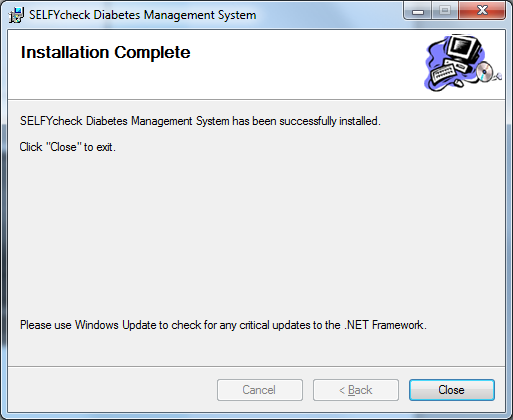 SELFYcheck Diabetes Management System
Installation Complete
SELFYcheck Diabetes Management System has been successfully installed.
Click "Close" to exit.
Please use Windows Update to check for any critical updates to the .NET Framework.
Cancel
< Back
Close